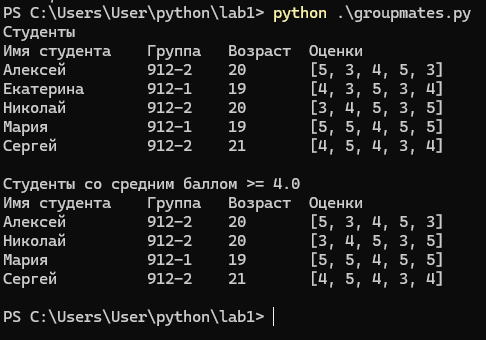 PS C:\Users\User\python\lab1> python .\groupmates.py
Студенты
Имя студента Группа Возраст Оценки
Алексей 912-2 20 [5, 3, 4, 5, 3]
Екатерина 912-1 19 [4, 3, 5, 3, 4]
Николай 912-2 20 [3, 4, 5, 3, 5]
Мария 912-1 19 [5, 5, 4, 5, 5]
Сергей 912-2 21 [4, 5, 4, 3, 4]
Студенты со средним баллом >= 4.0
Имя студента Группа Возраст Оценки
Алексей 912-2 20 [5, 3, 4, 5, 3]
Николай 912-2 20 [3, 4, 5, 3, 5]
Мария 912-1 19 [5, 5, 4, 5, 5]
Сергей 912-2 21 [4, 5, 4, 3, 4]
PS C:\Users\User\python\lab1>